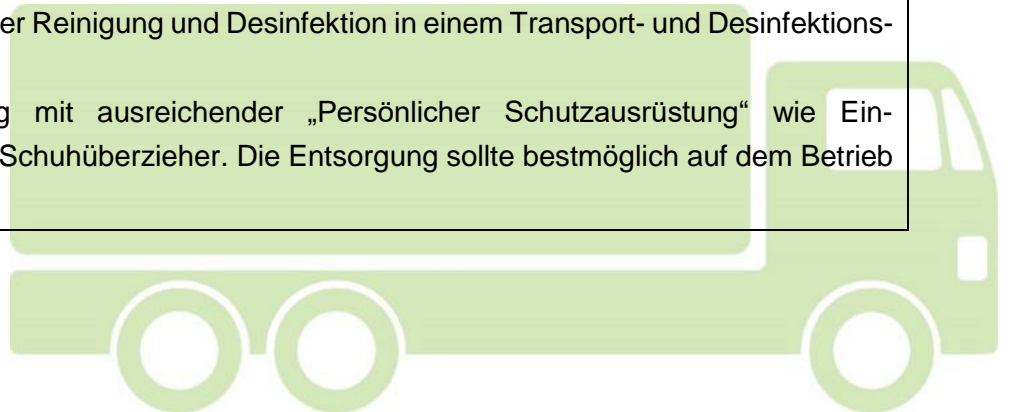 er Reinigung und Desinfektion in einem Transport- und Desinfektions-
g mit ausreichender „Persönlicher Schutzausrüstung“ wie Ein-
Schuhüberzieher. Die Entsorgung sollte bestmöglich auf dem Betrieb